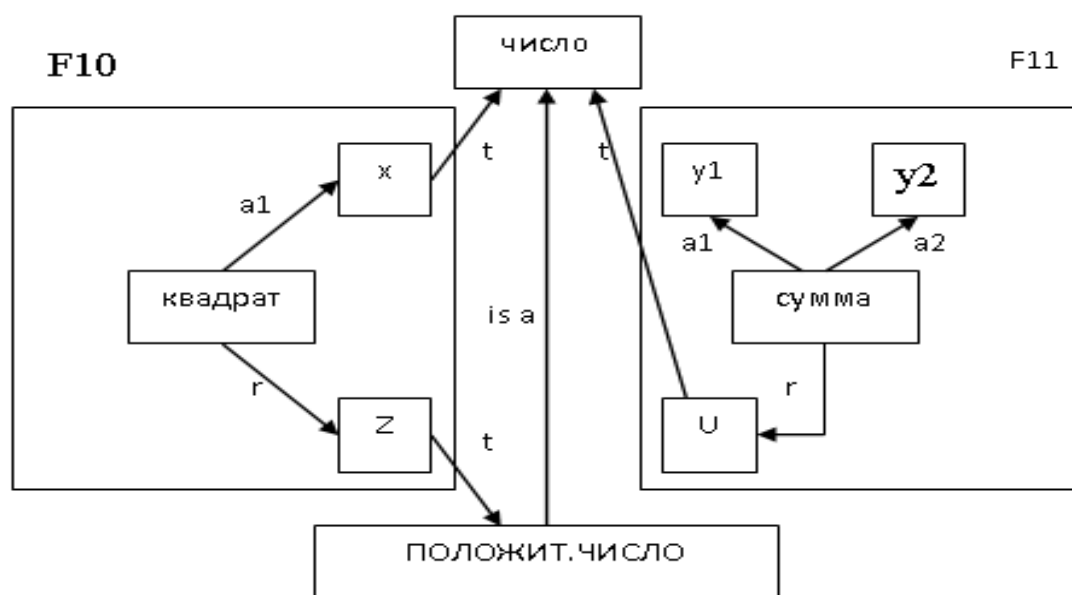 число
F10
F11
t
t
x
y1
y2
a1
a1
a2
квадрат
is a
сумма
r
r
Z
t
U
ПОЛОЖИТ.ЧИСЛО